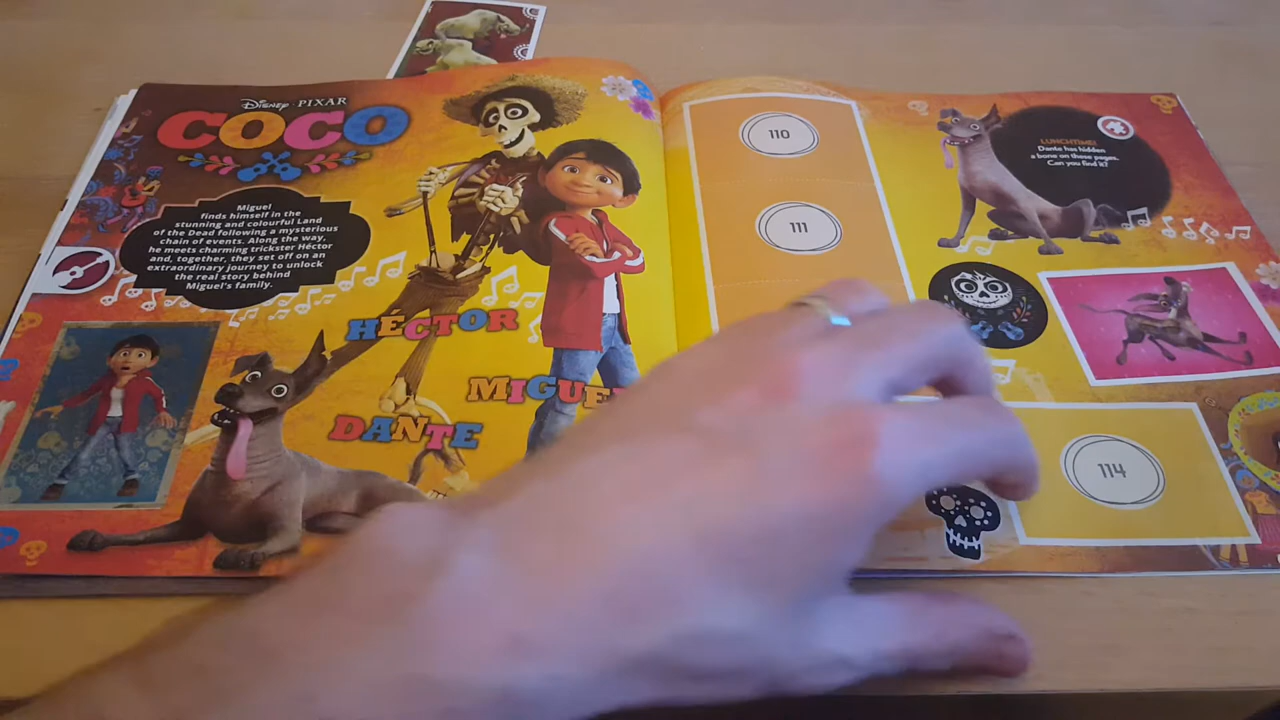 Disney · PIXAR
COCO
Miguel
finds himself in the
stunning and colourful Land
of the Dead following a mysterious
chain of events. Along the way,
he meets charming trickster Héctor
and, together, they set off on an
extraordinary journey to unlock
the real story behind
Miguel's family.
HÉCTOR
MIGUEL
DANTE
110
111
LUNCHTIME!
Dante has hidden
a bone on these pages.
Can you find it?
114